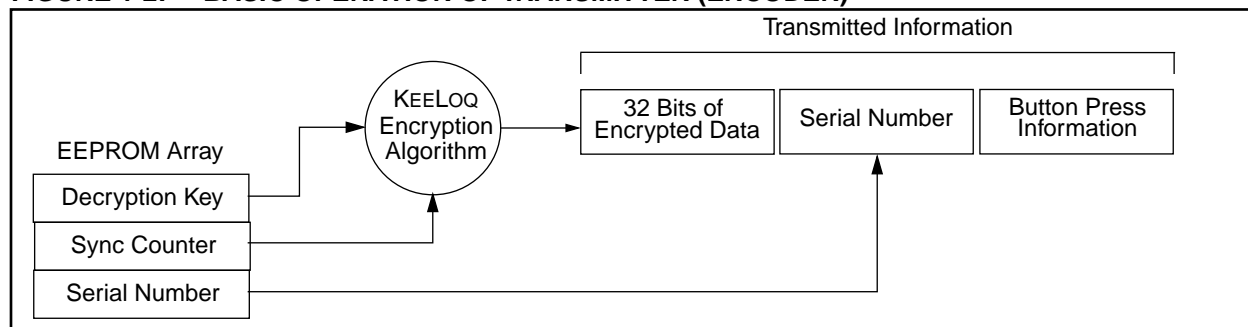 FIGURE 1-2: BASIC OPERATION OF TRANSMITTER (ENCODER)
Transmitted Information
KEELOQ
Encryption
Algorithm
32 Bits of
Encrypted Data
Serial Number
Button Press
Information
EEPROM Array
Decryption Key
Sync Counter
Serial Number